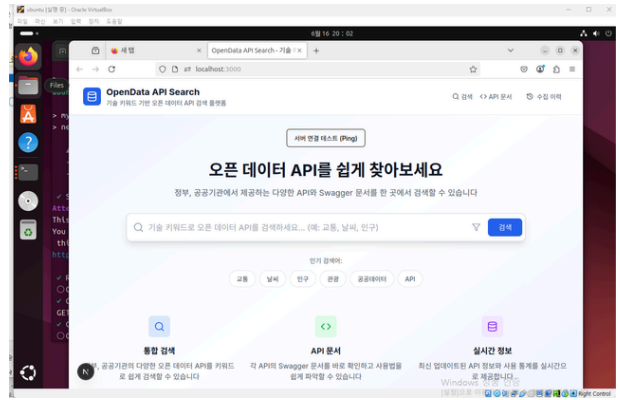 ubuntu [실행 중] - Oracle VirtualBox
파일 머신 보기 입력 장치 도움말
6월 16 20 : 02
새 탭
OpenData API Search - 기술
localhost:3000
Files
OpenData API Search
기술 키워드 기반 오픈 데이터 API 검색 플랫폼
검색
API 문서
수집 이력
서버 연결 테스트 (Ping)
오픈 데이터 API를 쉽게 찾아보세요
정부, 공공기관에서 제공하는 다양한 API와 Swagger 문서를 한 곳에서 검색할 수 있습니다
기술 키워드로 오픈 데이터 API를 검색하세요... (예: 교통, 날씨, 인구)
검색
인기 검색어:
교통 날씨 인구 관광 공공데이터 API
통합 검색
공공기관의 다양한 오픈 데이터 API를 키워드
로 쉽게 검색할 수 있습니다
API 문서
각 API의 Swagger 문서를 바로 확인하고 사용법을
쉽게 파악할 수 있습니다
실시간 정보
최신 업데이트된 API 정보와 사용 통계를 실시간으
로 제공합니다
Windows 정품 인증
Right Control